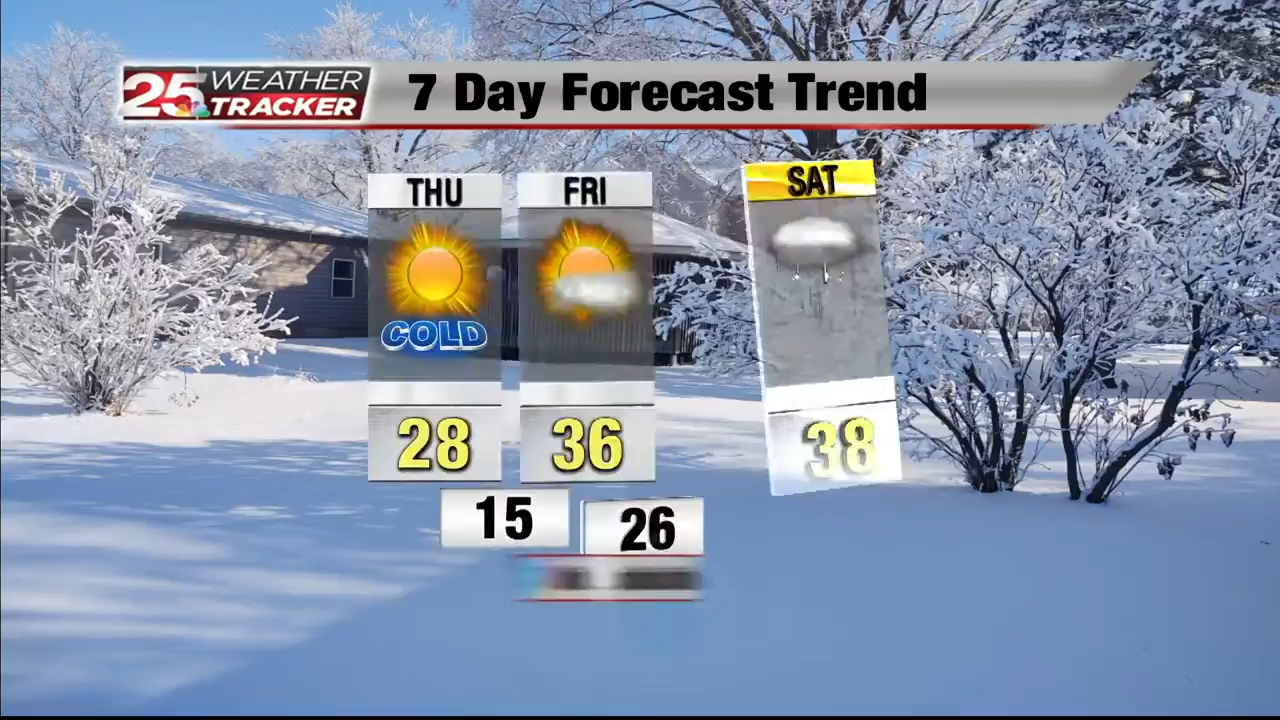 25 WEATHER
TRACKER
7 Day Forecast Trend
THU FRI SAT
COLD
28 36 38
15 26